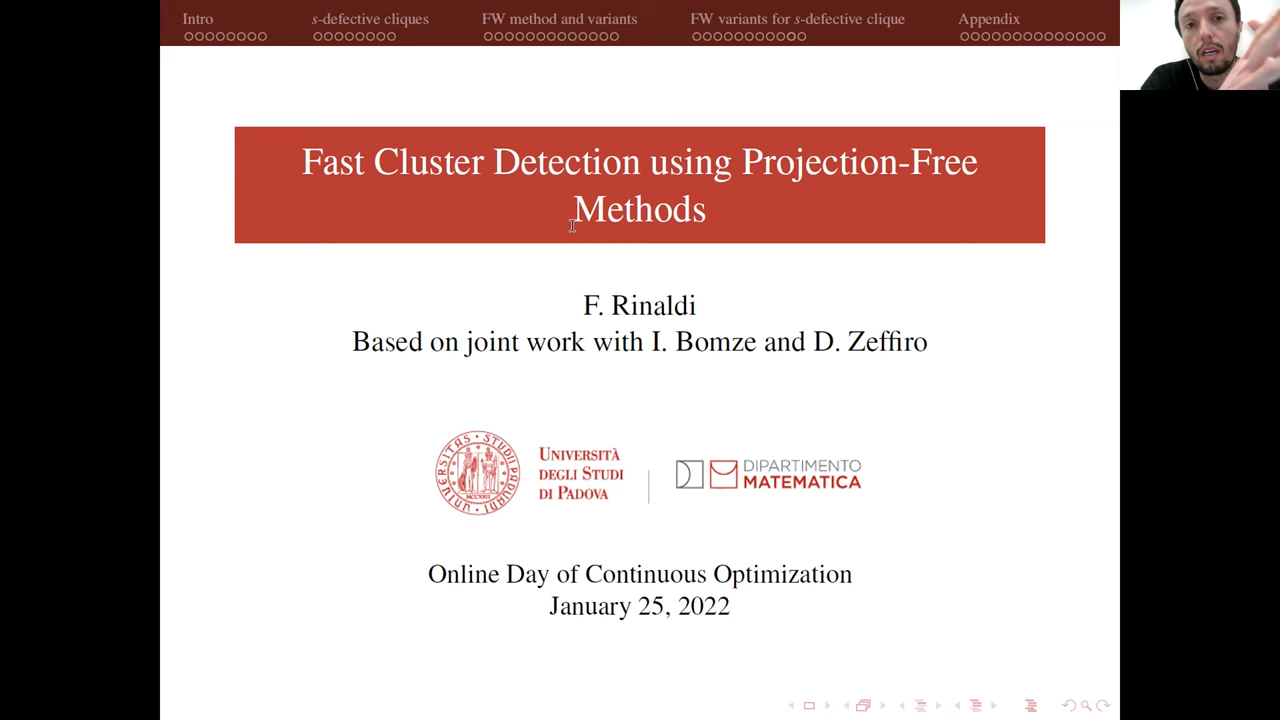 Intro
s-defective cliques
FW method and variants
FW variants for s-defective clique
Appendix
Fast Cluster Detection using Projection-Free
Methods
F. Rinaldi
Based on joint work with I. Bomze and D. Zeffiro
UNIVERSITÀ
DEGLI STUDI
DI PADOVA
DIPARTIMENTO
MATEMATICA
Online Day of Continuous Optimization
January 25, 2022